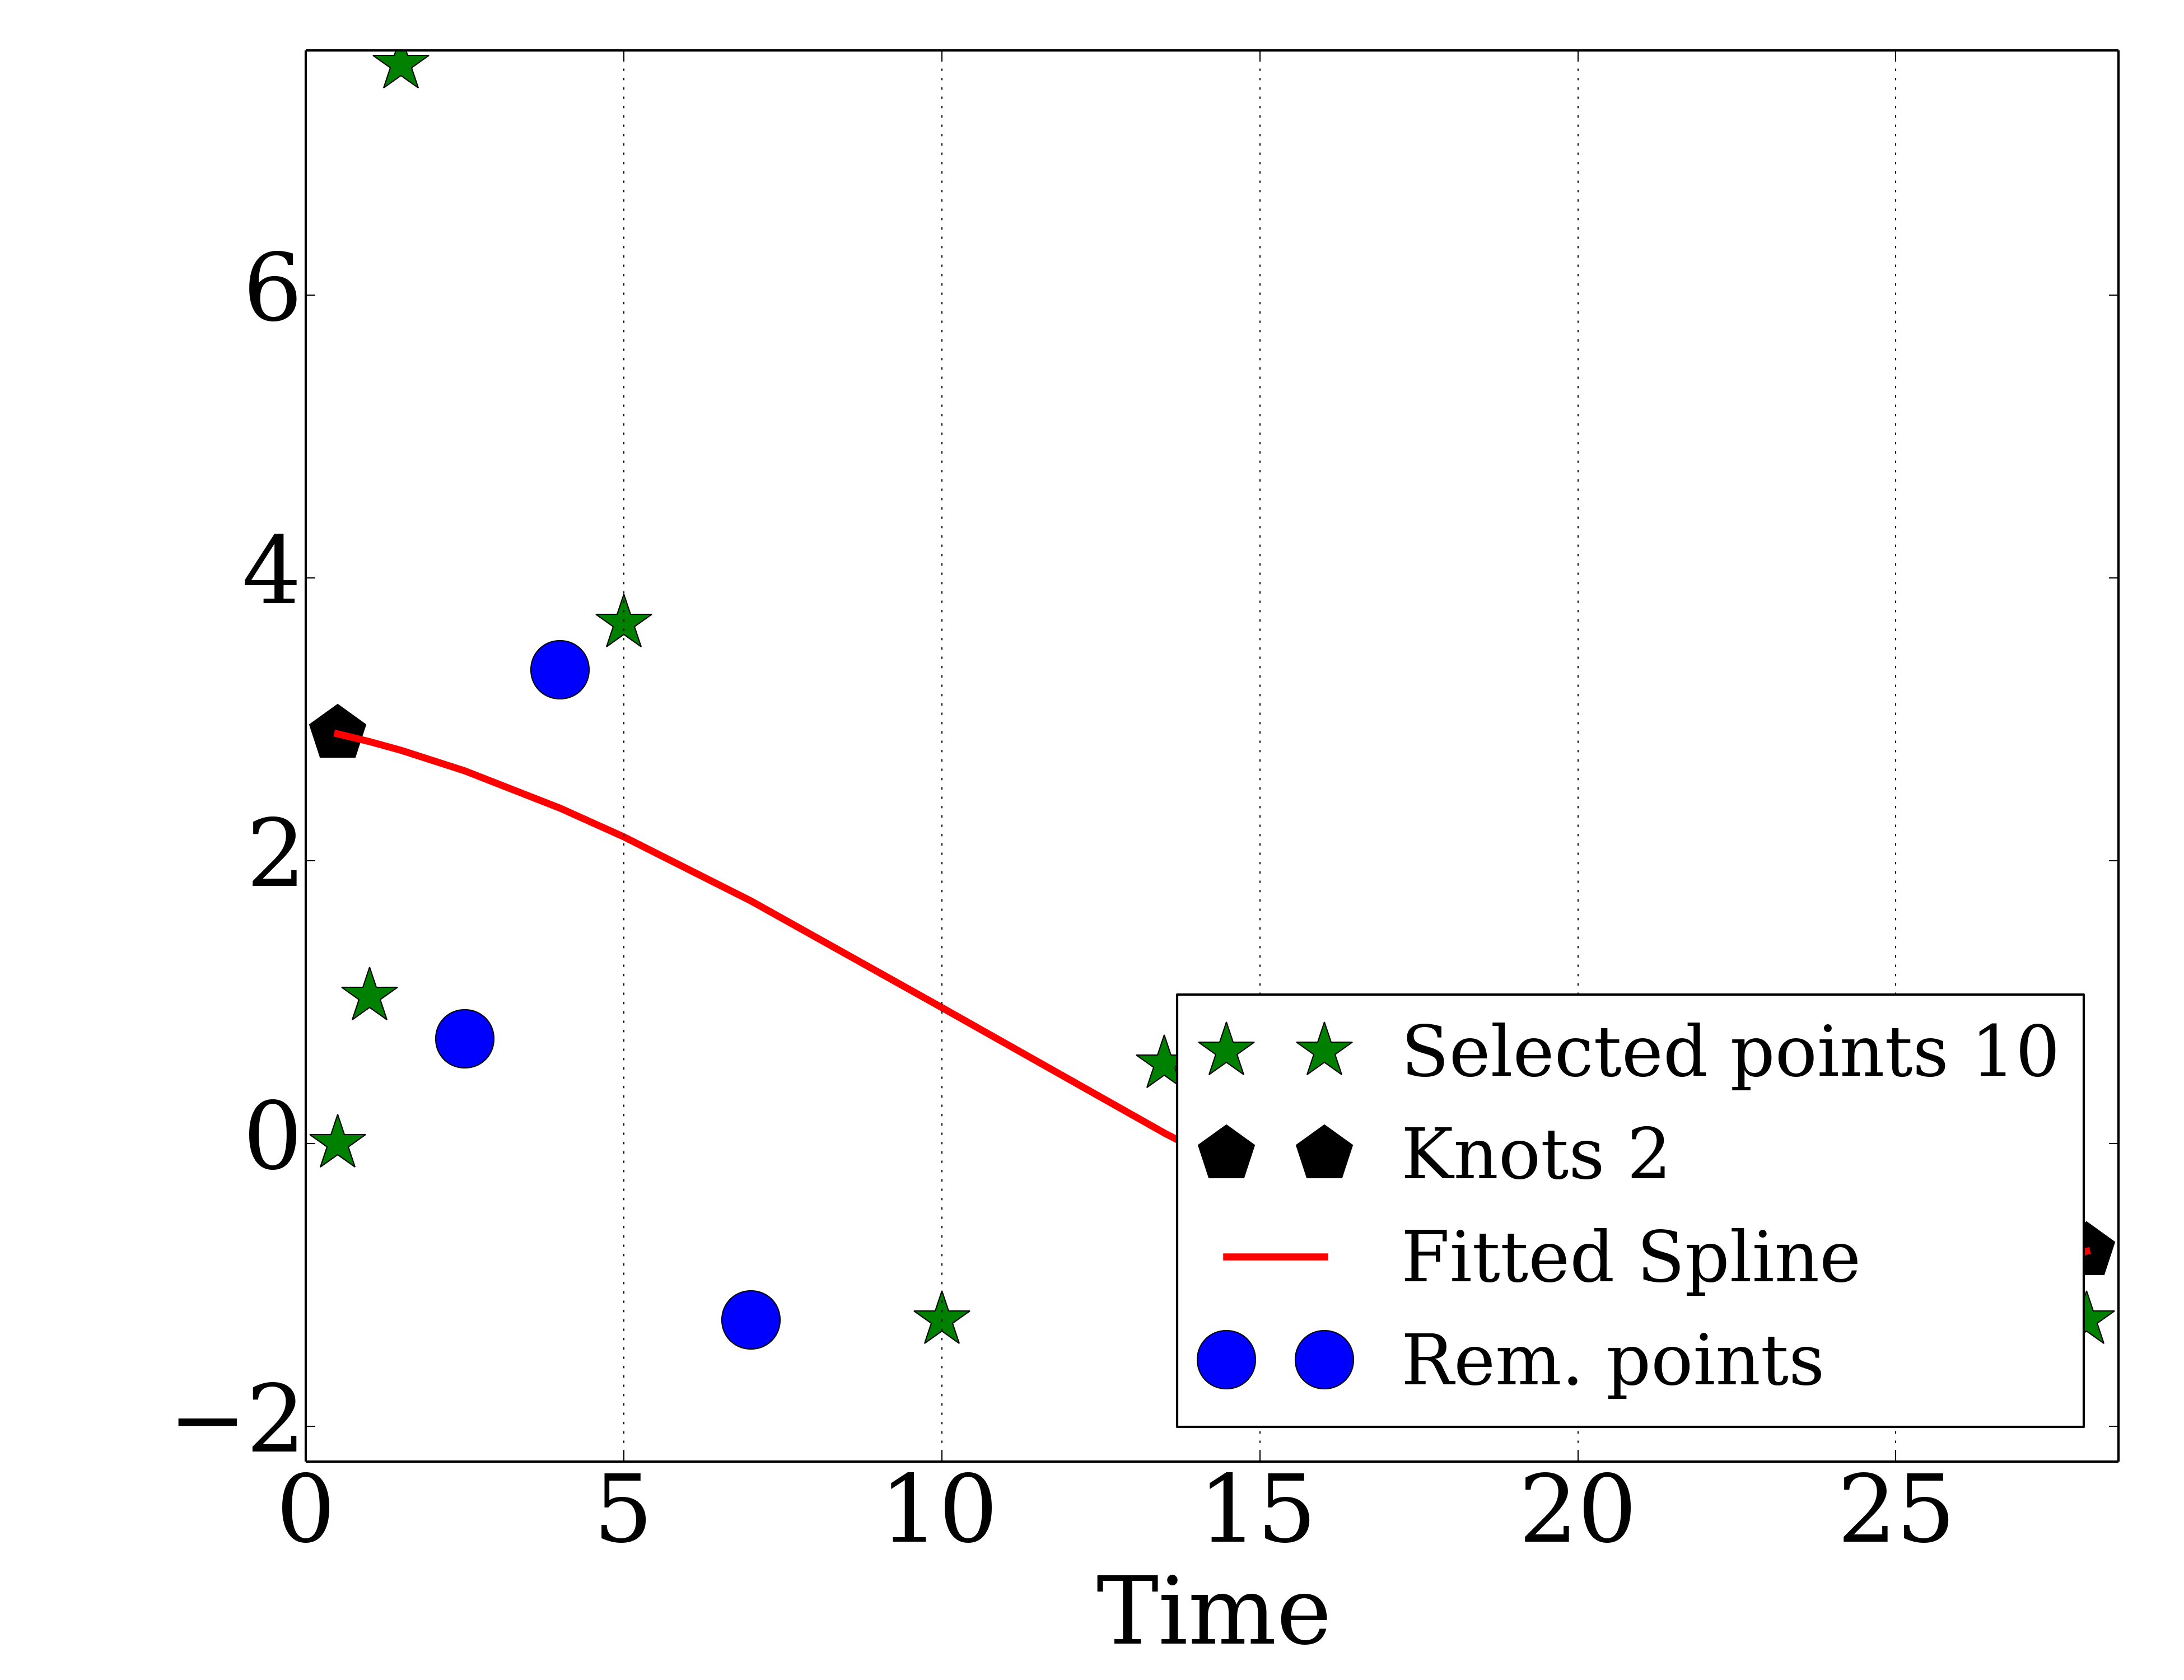 6
4
2
0
−2
0 5 10 15 20 25
Time
Selected points 10
Knots 2
Fitted Spline
Rem. points